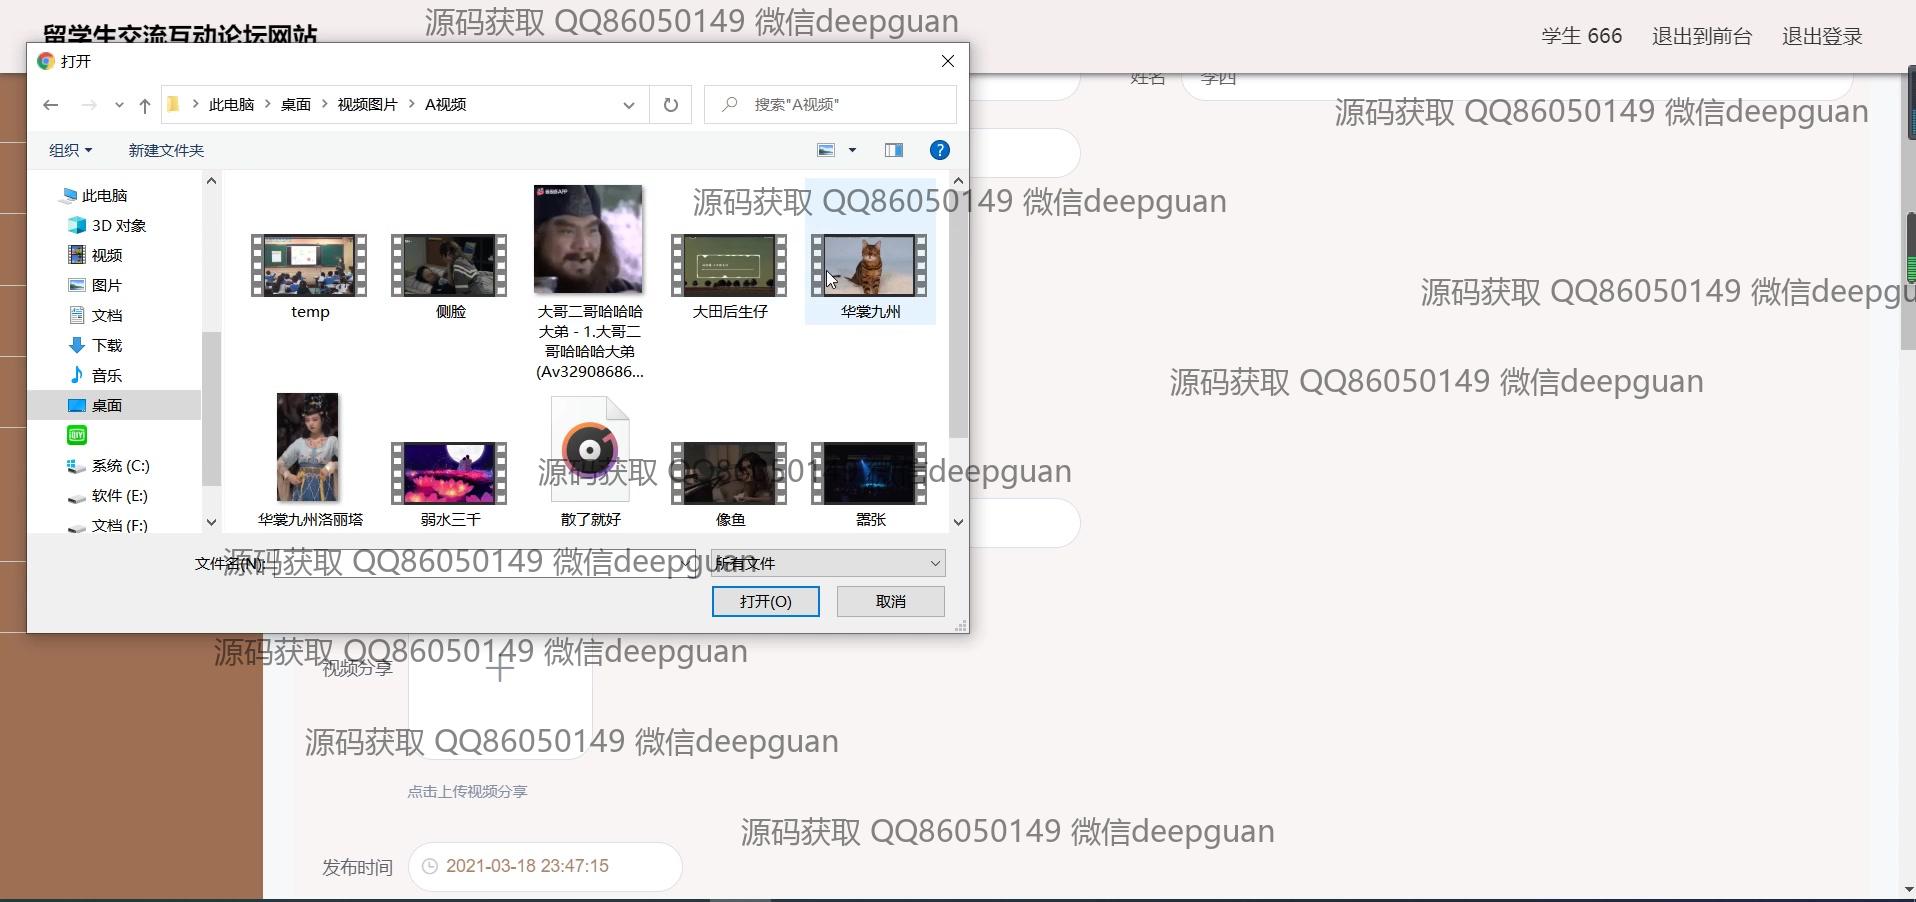 源码获取 QQ86050149 微信deepguan
留学生交流互动论坛网站
学生 666
退出到前台
退出登录
打开
姓名
李四
此电脑
桌面
视频图片
A视频
搜索"A视频"
源码获取 QQ86050149 微信deepguan
组织
新建文件夹
此电脑
3D 对象
视频
图片
文档
下载
音乐
桌面
系统 (C:)
软件 (E:)
文档 (F:)
源码获取 QQ86050149 微信deepguan
temp
侧脸
大哥二哥哈哈哈
大弟 - 1.大哥二
哥哈哈哈大弟
(Av32908686...
大田后生仔
华裳九州
源码获取 QQ86050149 微信deepgu
源码获取 QQ86050149 微信deepguan
华裳九州洛丽塔
弱水三千
散了就好
像鱼
嚣张
源码获取 QQ86050149 微信deepguan
文件名(N):
源码获取 QQ86050149 微信deepguan
所有文件
打开(O)
取消
源码获取 QQ86050149 微信deepguan
视频分享
源码获取 QQ86050149 微信deepguan
点击上传视频分享
源码获取 QQ86050149 微信deepguan
发布时间
2021-03-18 23:47:15